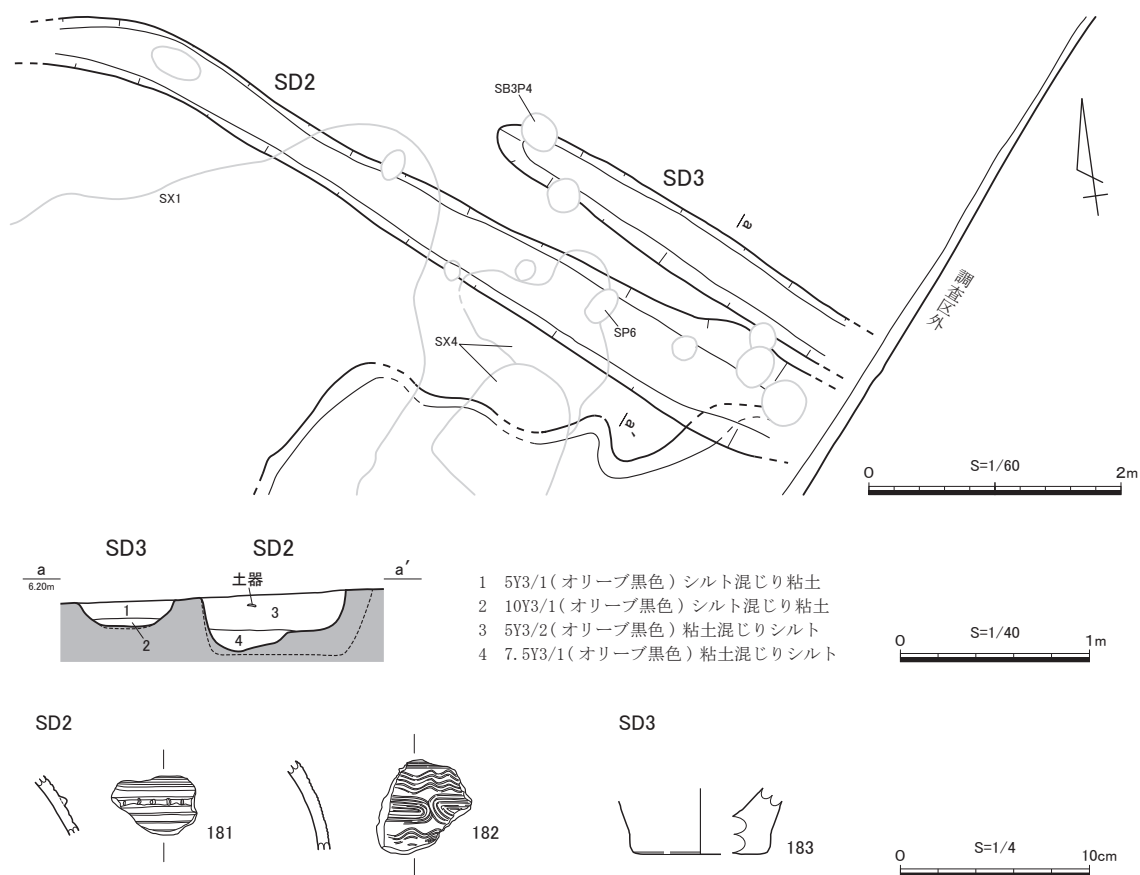 SD2
SB3P4
SD3
SX1
a
調査区外
SP6
SX4
a'
0 S=1/60 2m
SD3 SD2
a a'
6.20m
土器
1
3
4
2
1 5Y3/1(オリーブ黒色)シルト混じり粘土
2 10Y3/1(オリーブ黒色)シルト混じり粘土
3 5Y3/2(オリーブ黒色)粘土混じりシルト
4 7.5Y3/1(オリーブ黒色)粘土混じりシルト
0 S=1/40 1m
SD2
SD3
181
182
183
0 S=1/4 10cm